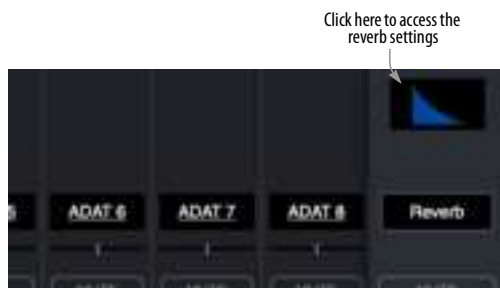 Click here to access the
reverb settings
ADAT 6
ADAT 7
ADAT 8
Reverb